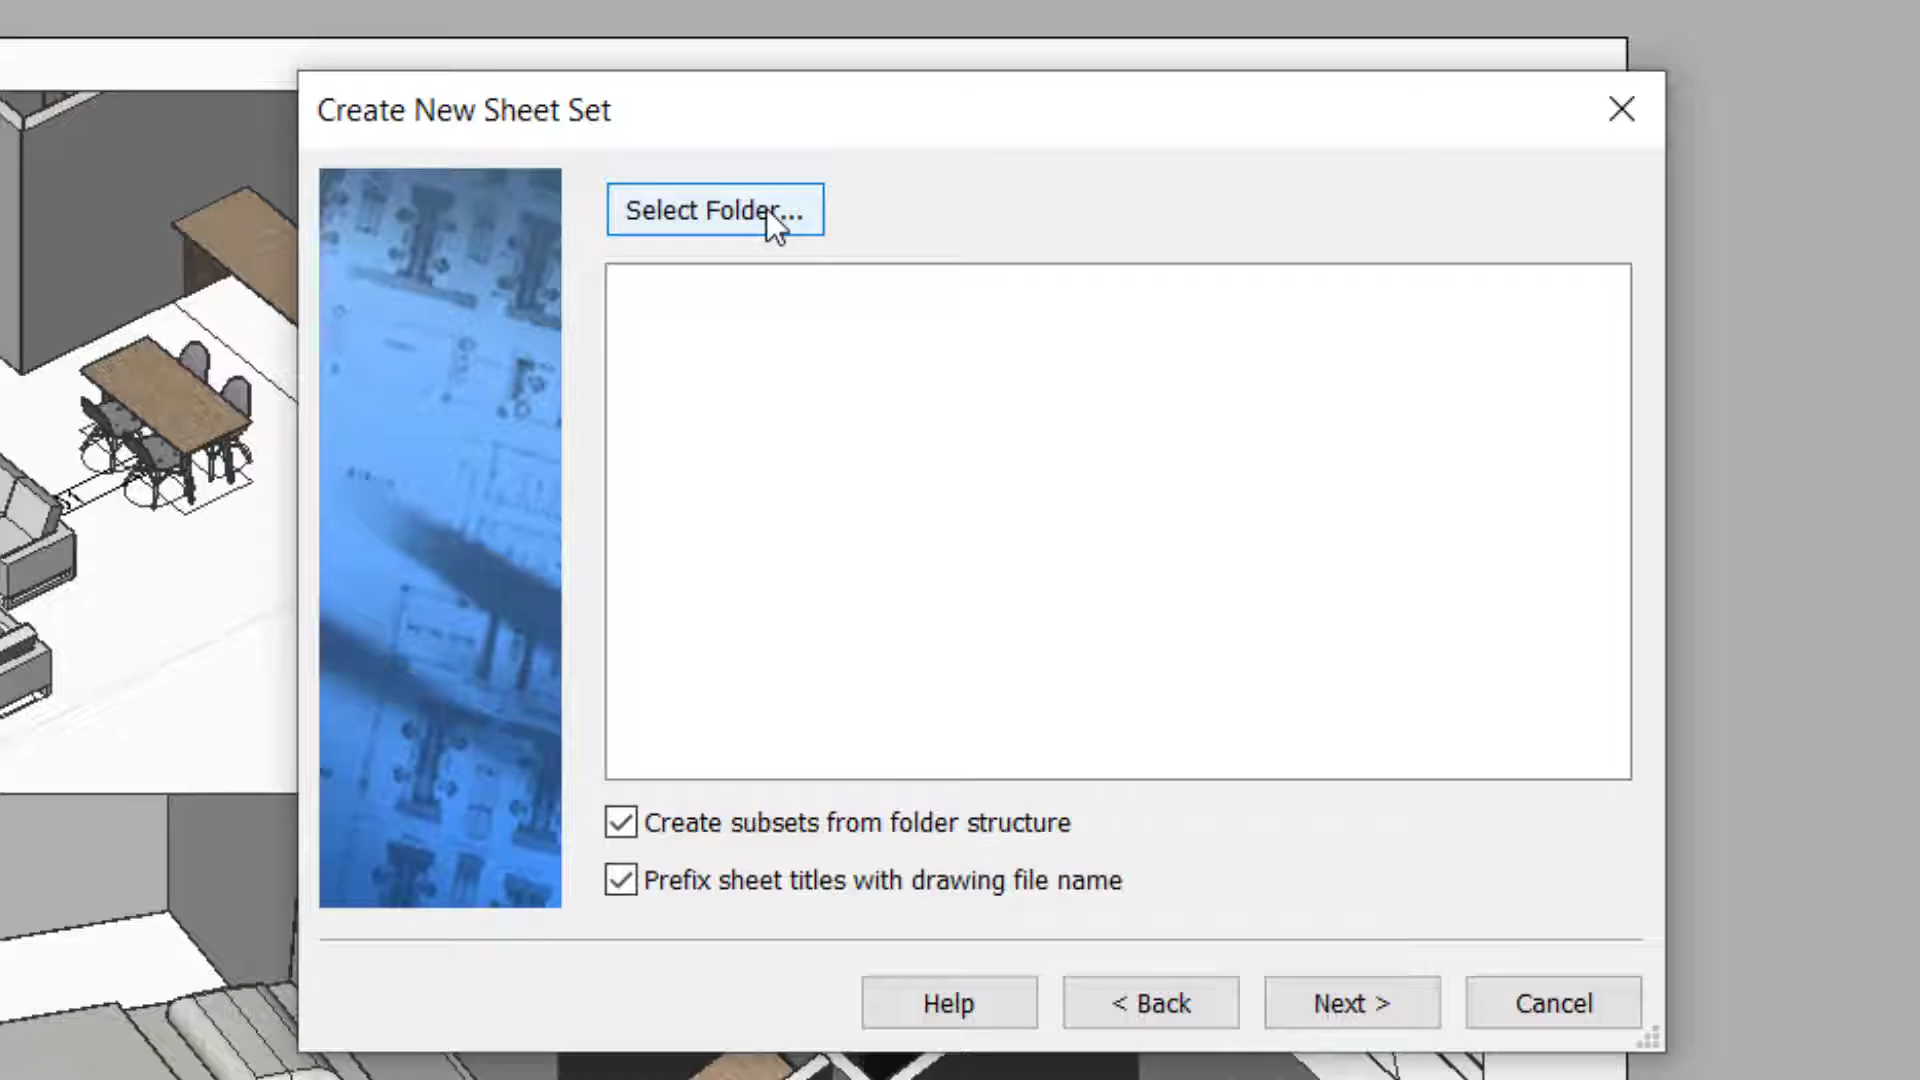 Create New Sheet Set
Select Folder...
Create subsets from folder structure
Prefix sheet titles with drawing file name
Help
< Back
Next >
Cancel